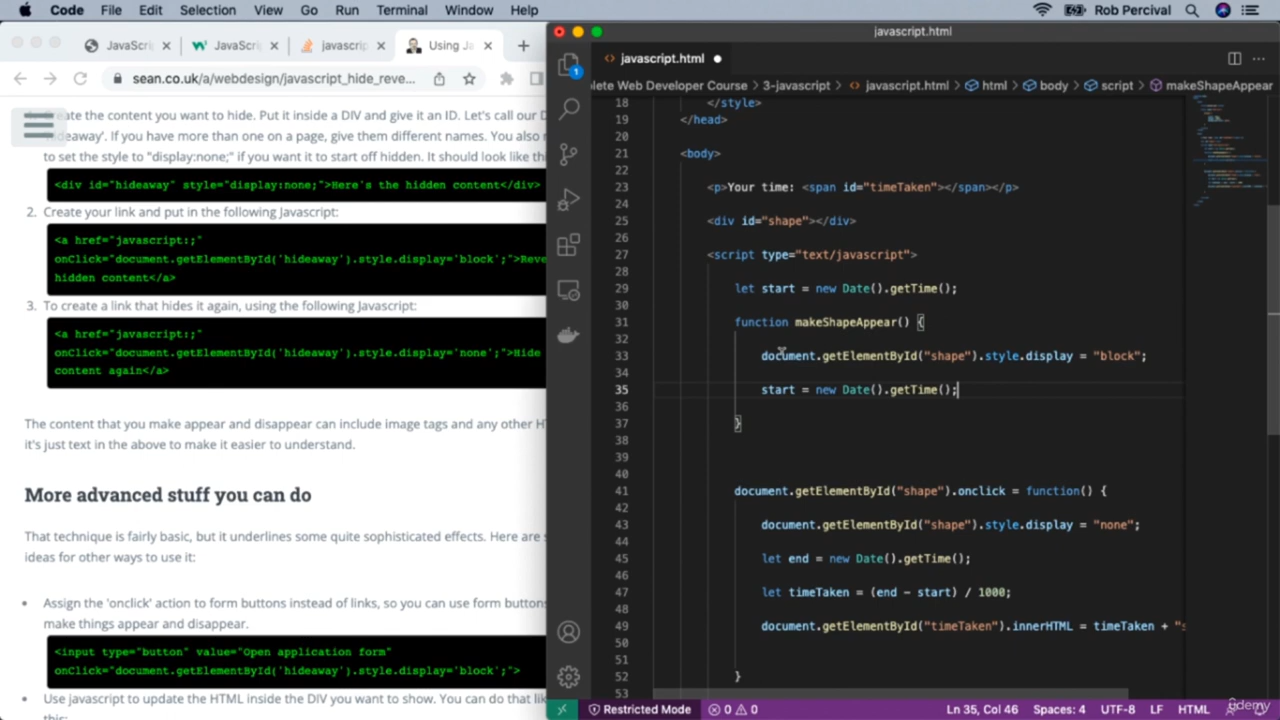 Code File Edit Selection View Go Run Terminal Window Help Rob Percival
JavaScri JavaScri javascrip Using Ja
sean.co.uk/a/webdesign/javascript_hide_reve...
Create the content you want to hide. Put it inside a DIV and give it an ID. Let's call our D
'hideaway'. If you have more than one on a page, give them different names. You also
to set the style to "display:none;" if you want it to start off hidden. It should look like th
<div id="hideaway" style="display:none;">Here's the hidden content</div>
2. Create your link and put in the following Javascript:
<a href="javascript:;"
onClick="document.getElementById('hideaway').style.display='block';">Reve
hidden content</a>
3. To create a link that hides it again, using the following Javascript:
<a href="javascript:;"
onClick="document.getElementById('hideaway').style.display='none';">Hide
content again</a>
The content that you make appear and disappear can include image tags and any other HT
it's just text in the above to make it easier to understand.
More advanced stuff you can do
That technique is fairly basic, but it underlines some quite sophisticated effects. Here are s
ideas for other ways to use it:
• Assign the 'onclick' action to form buttons instead of links, so you can use form button
make things appear and disappear.
<input type="button" value="Open application form"
onClick="document.getElementById('hideaway').style.display='block';">
• Use javascript to update the HTML inside the DIV you want to show. You can do that lik
this:
javascript.html
1
javascript.html
plete Web Developer Course 3-javascript javascript.html html body script makeShapeAppear
18 </style>
19 </head>
20
21 <body>
22
23 <p>Your time: <span id="timeTaken"></span></p>
24
25 <div id="shape"></div>
26
27 <script type="text/javascript">
28
29 let start = new Date().getTime();
30
31 function makeShapeAppear() {
32
33 document.getElementById("shape").style.display = "block";
34
35 start = new Date().getTime();
36
37 }
38
39
40
41 document.getElementById("shape").onclick = function() {
42
43 document.getElementById("shape").style.display = "none";
44
45 let end = new Date().getTime();
46
47 let timeTaken = (end - start) / 1000;
48
49 document.getElementById("timeTaken").innerHTML = timeTaken + "s
50
51
52 }
53
Restricted Mode 0 0 Ln 35, Col 46 Spaces: 4 UTF-8 LF HTML
ûdemy